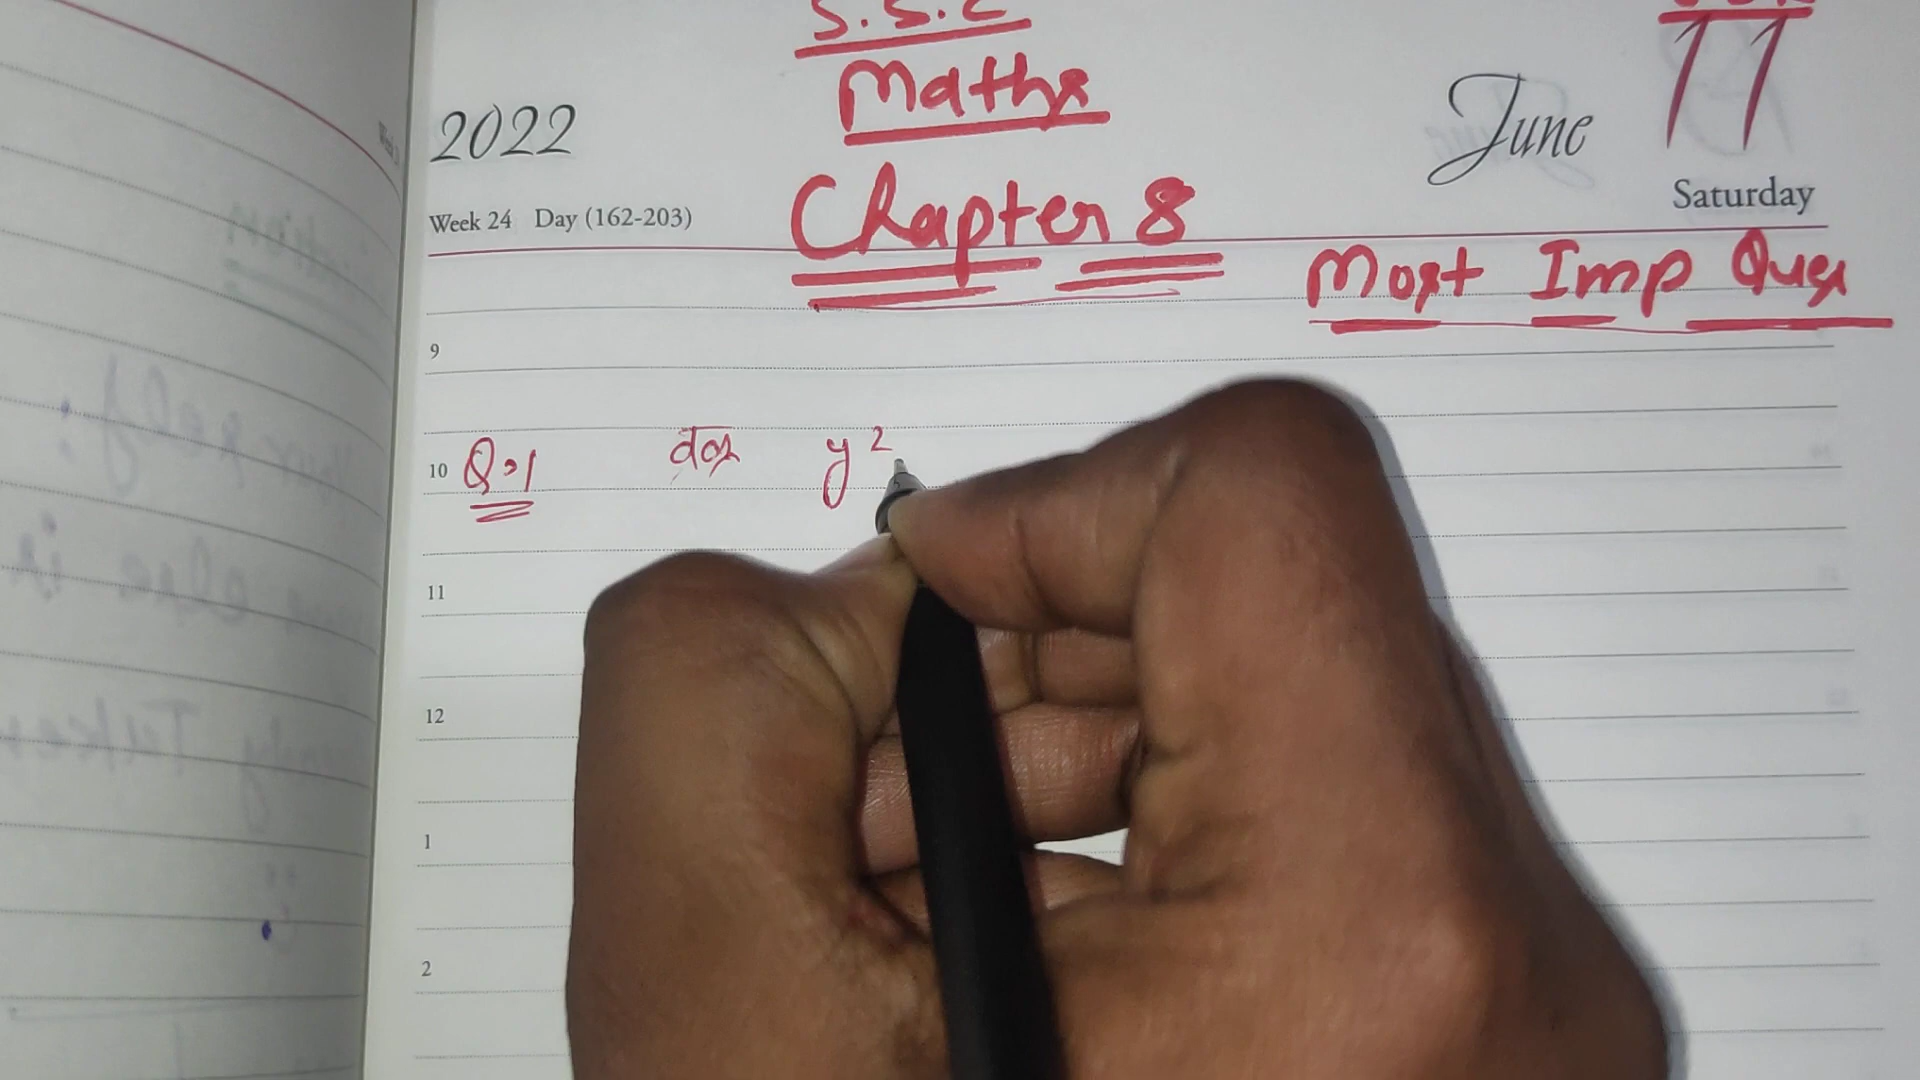 S.S.C
Maths
2022
June
11
Saturday
Week 24 Day (162-203)
Chapter 8
Most Imp Ques
9
10 Q.1 वक्र y²
11
12
1
2